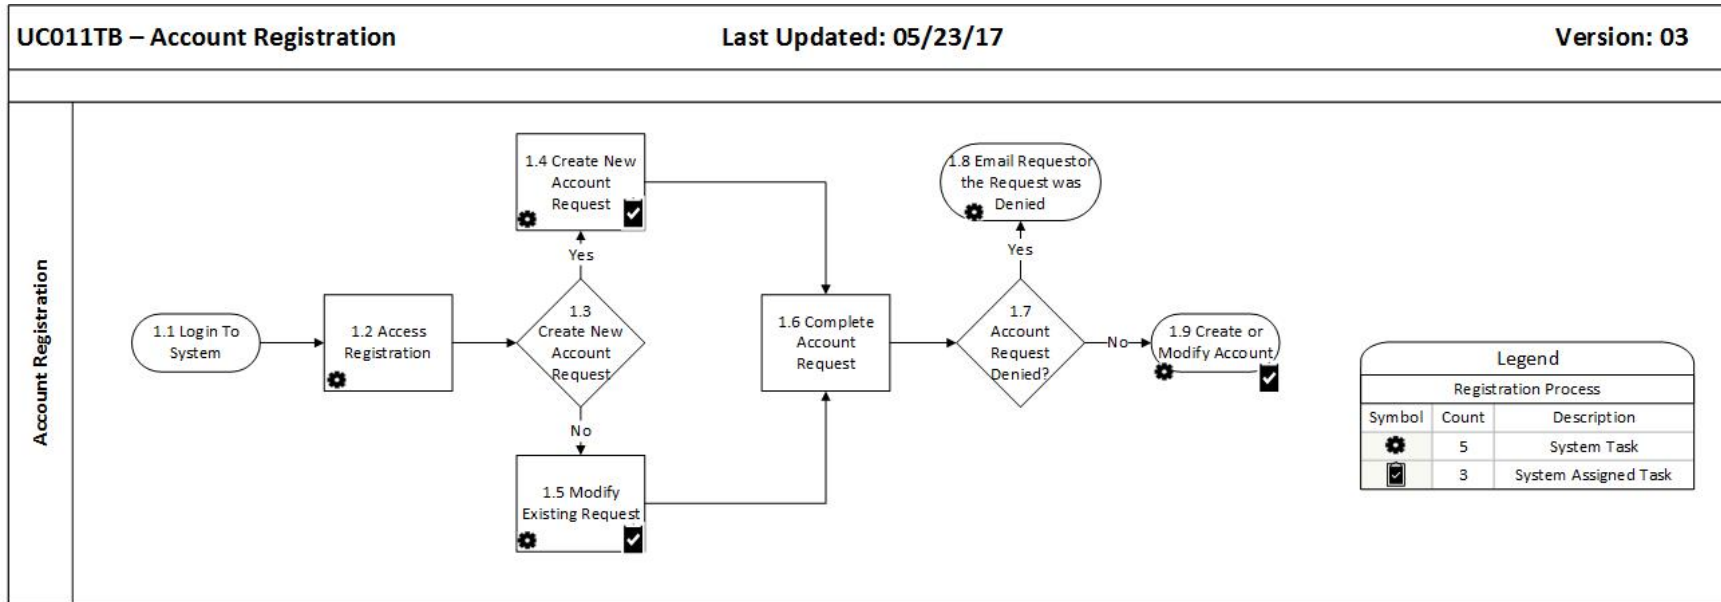 UC011TB – Account Registration
Last Updated: 05/23/17
Version: 03
Account Registration
1.1 Login To
System
1.2 Access
Registration
1.3
Create New
Account
Request
Yes
No
1.4 Create New
Account
Request
1.5 Modify
Existing Request
1.6 Complete
Account
Request
1.7
Account
Request
Denied?
Yes
No
1.8 Email Requestor
the Request was
Denied
1.9 Create or
Modify Account
Legend
Registration Process
Symbol Count Description
5 System Task
3 System Assigned Task